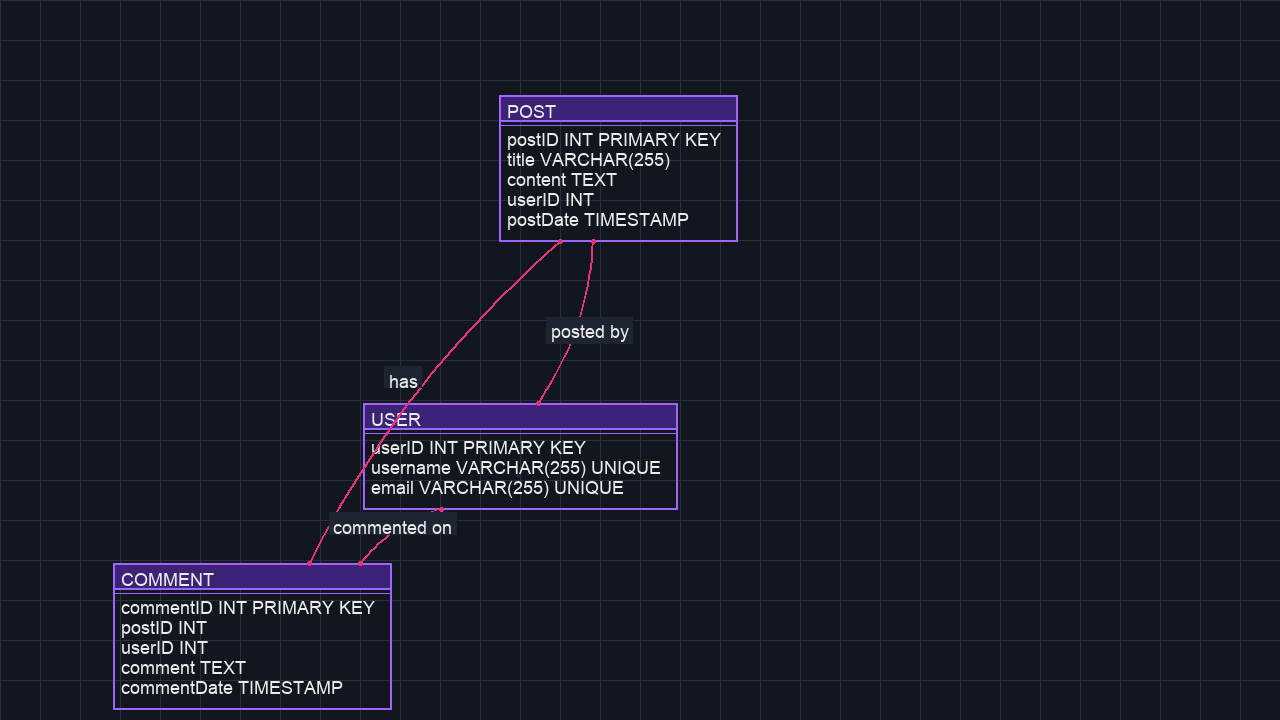 POST
postID INT PRIMARY KEY
title VARCHAR(255)
content TEXT
userID INT
postDate TIMESTAMP
posted by
has
USER
userID INT PRIMARY KEY
username VARCHAR(255) UNIQUE
email VARCHAR(255) UNIQUE
commented on
COMMENT
commentID INT PRIMARY KEY
postID INT
userID INT
comment TEXT
commentDate TIMESTAMP